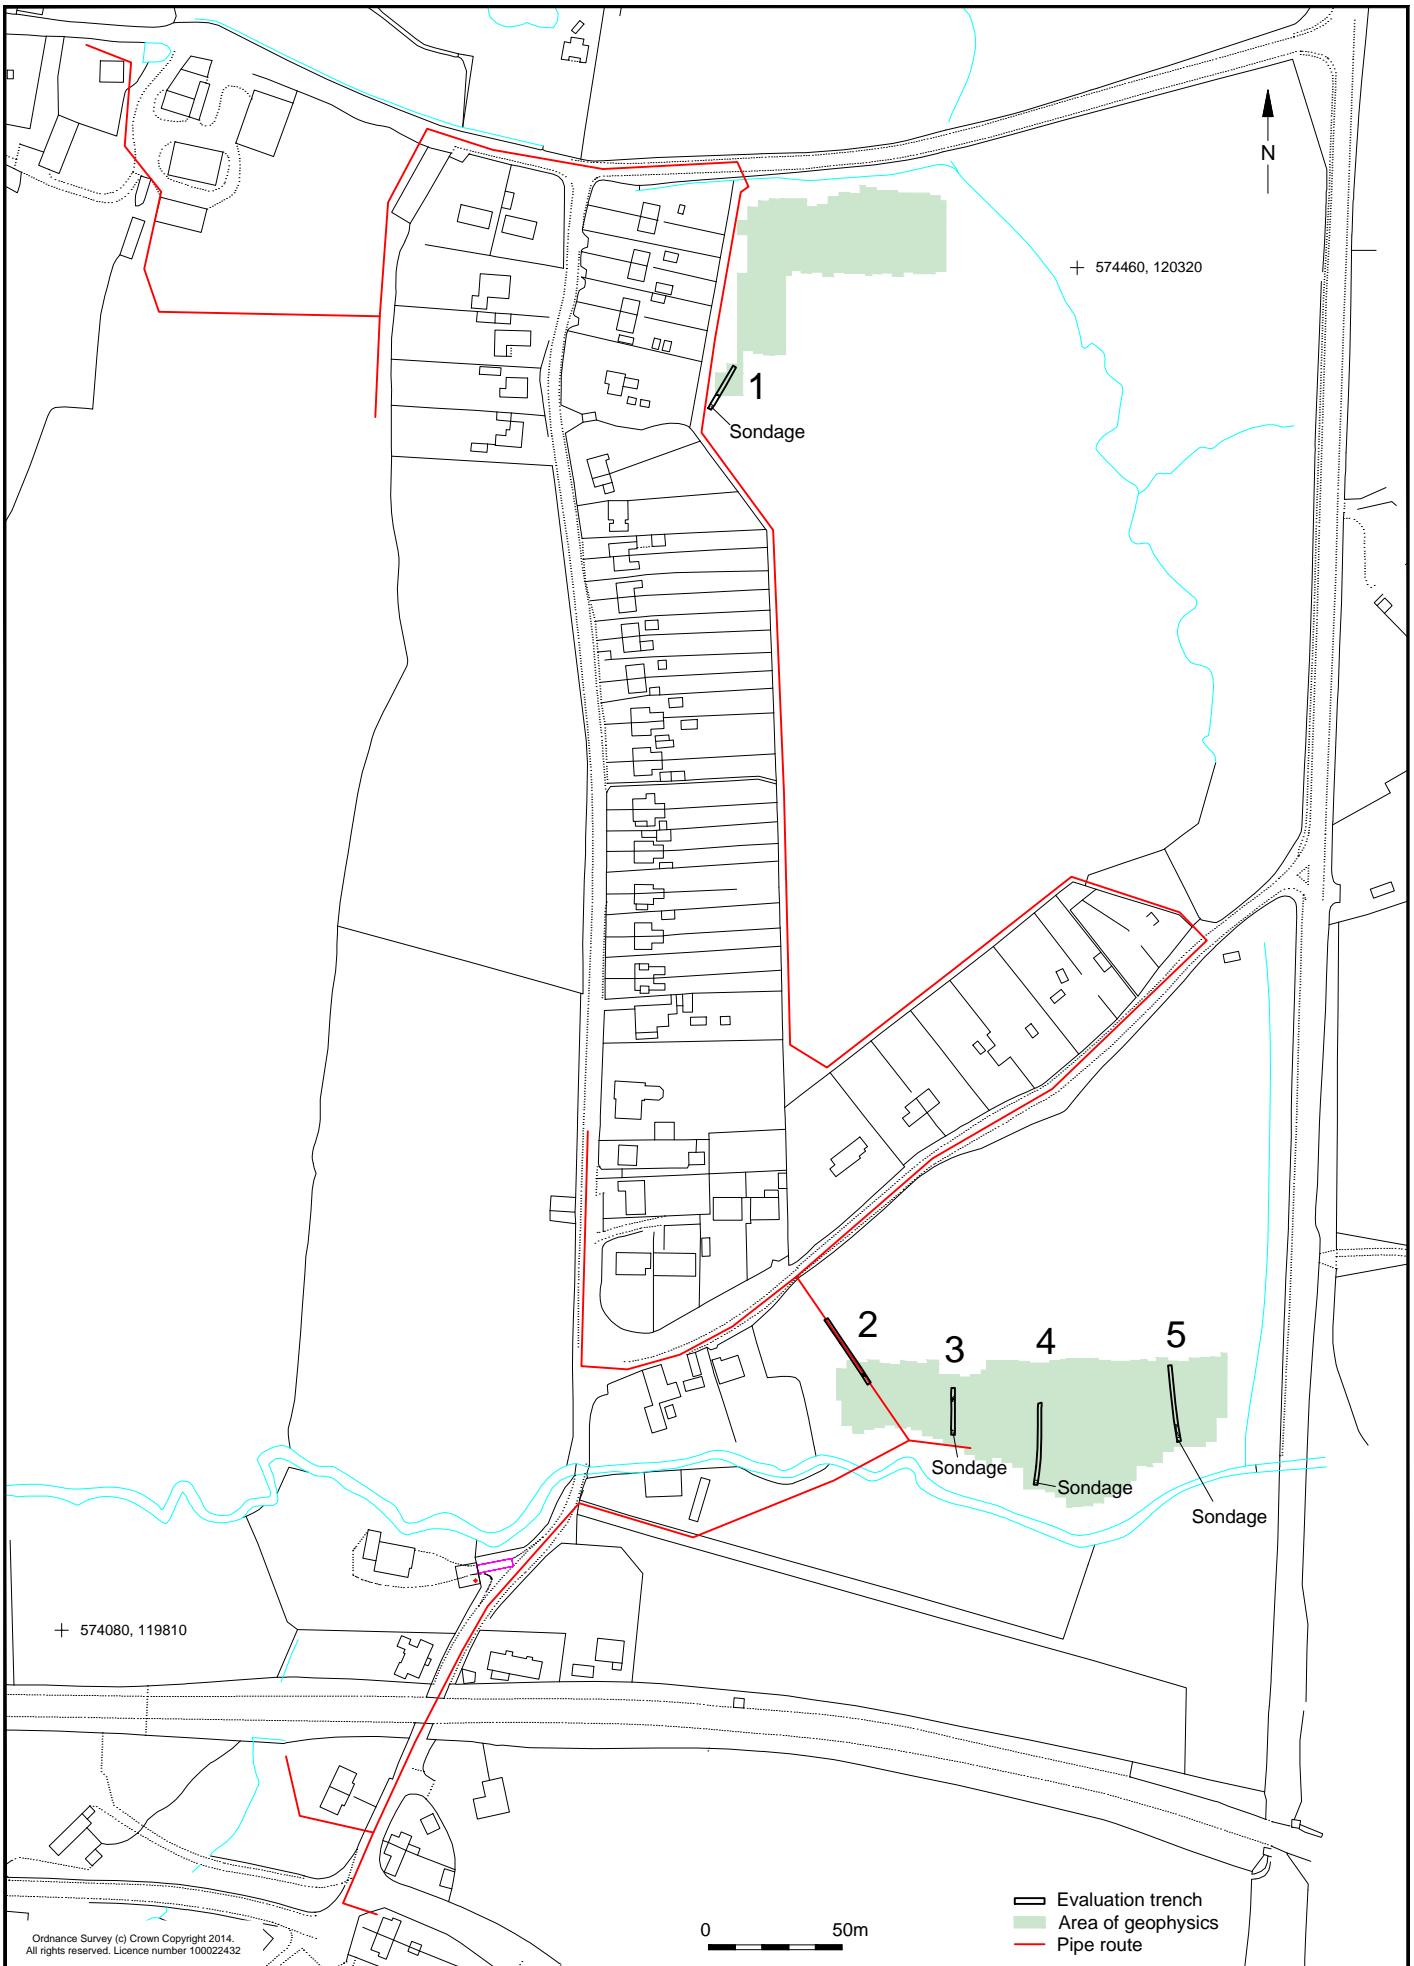 N
574460, 120320
1
Sondage
2
3
4
5
Sondage
Sondage
Sondage
574080, 119810
Evaluation trench
Area of geophysics
Pipe route
0 50m
Ordnance Survey (c) Crown Copyright 2014.
All rights reserved. Licence number 100022432